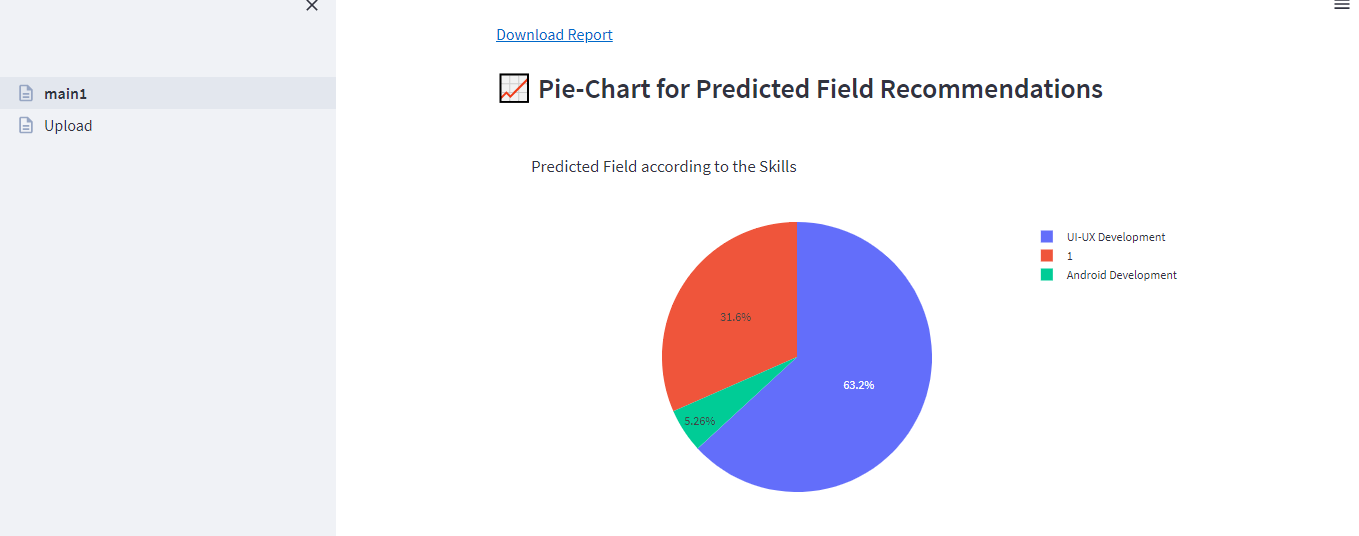 Download Report
main1
Upload
Pie-Chart for Predicted Field Recommendations
Predicted Field according to the Skills
UI-UX Development
1
Android Development
31.6%
63.2%
5.26%